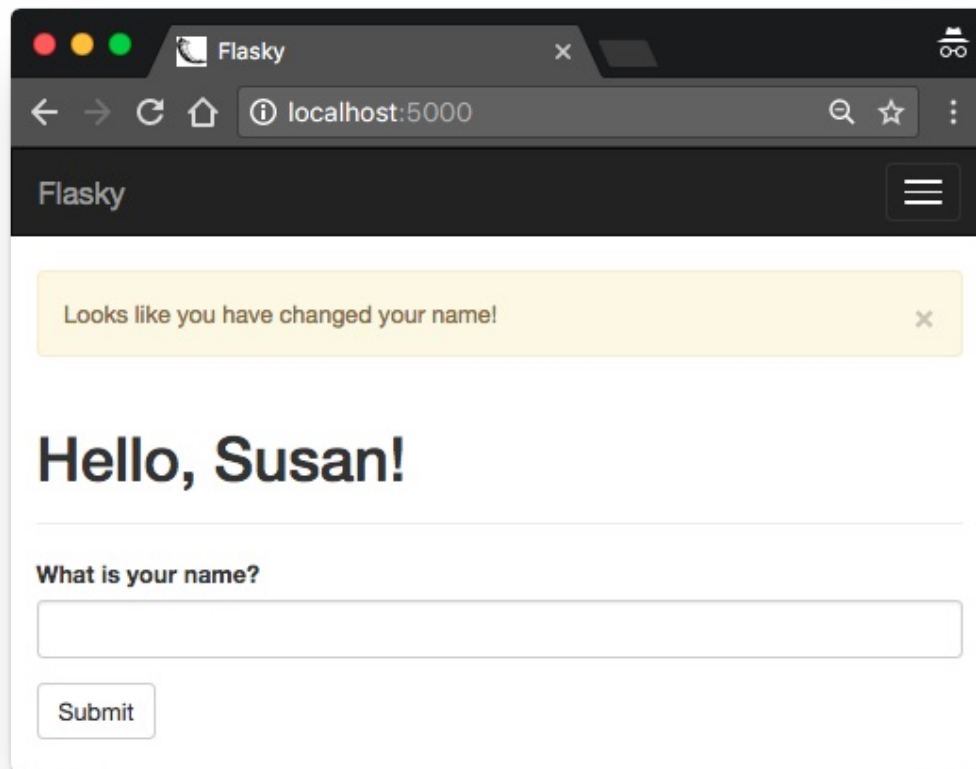 Flasky
localhost:5000
Flasky
Looks like you have changed your name!
×
Hello, Susan!
What is your name?
Submit